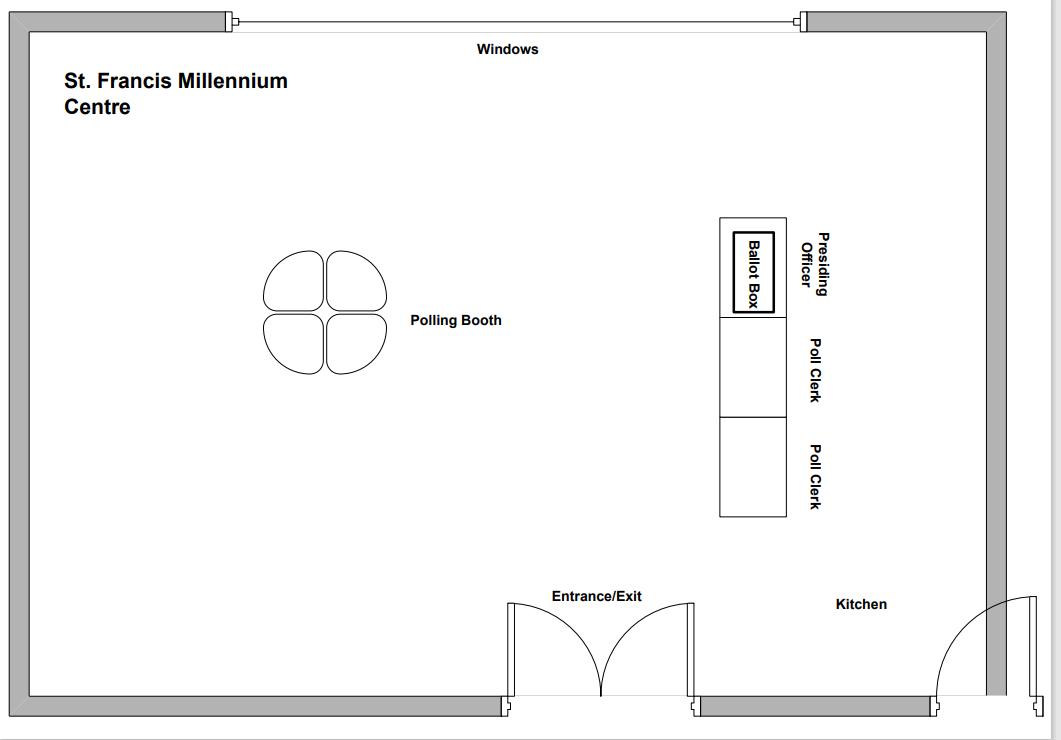 Windows
St. Francis Millennium
Centre
Presiding
Officer
Ballot Box
Polling Booth
Poll Clerk
Poll Clerk
Entrance/Exit
Kitchen